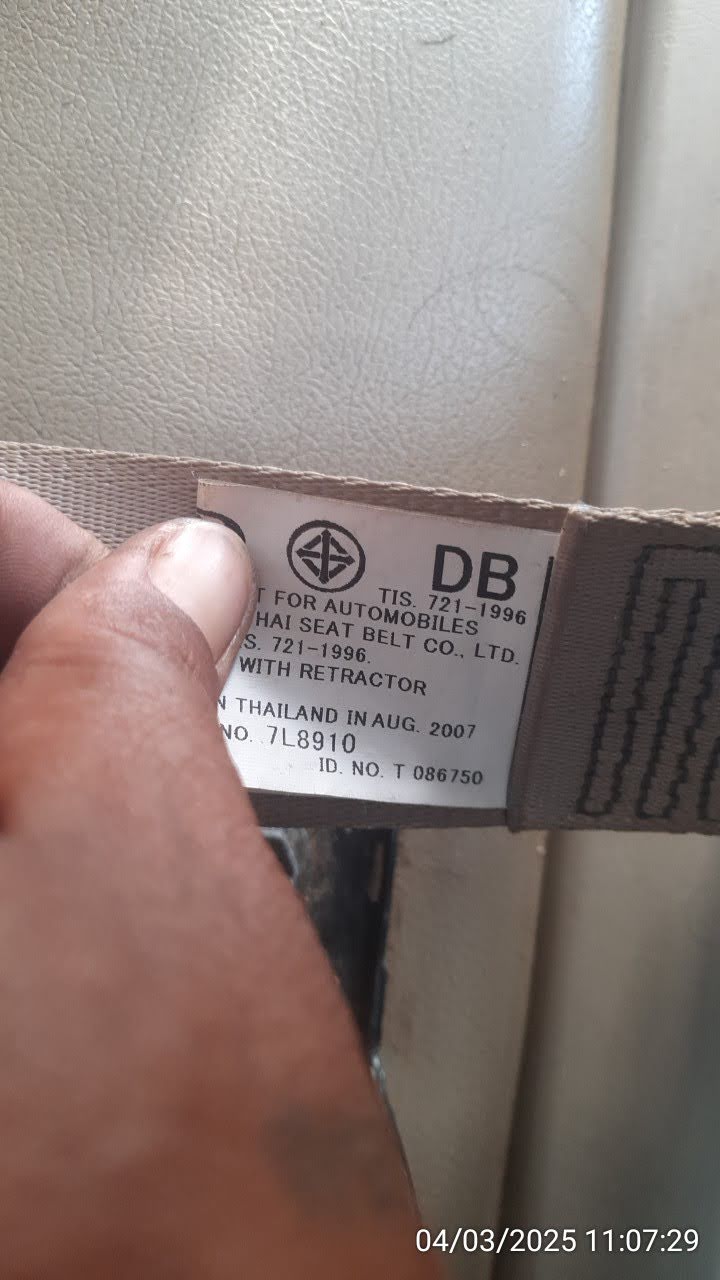 DB
TIS. 721-1996
T FOR AUTOMOBILES
HAI SEAT BELT CO., LTD.
S. 721-1996.
WITH RETRACTOR
N THAILAND IN AUG. 2007
NO. 7L8910
ID. NO. T 086750
04/03/2025 11:07:29